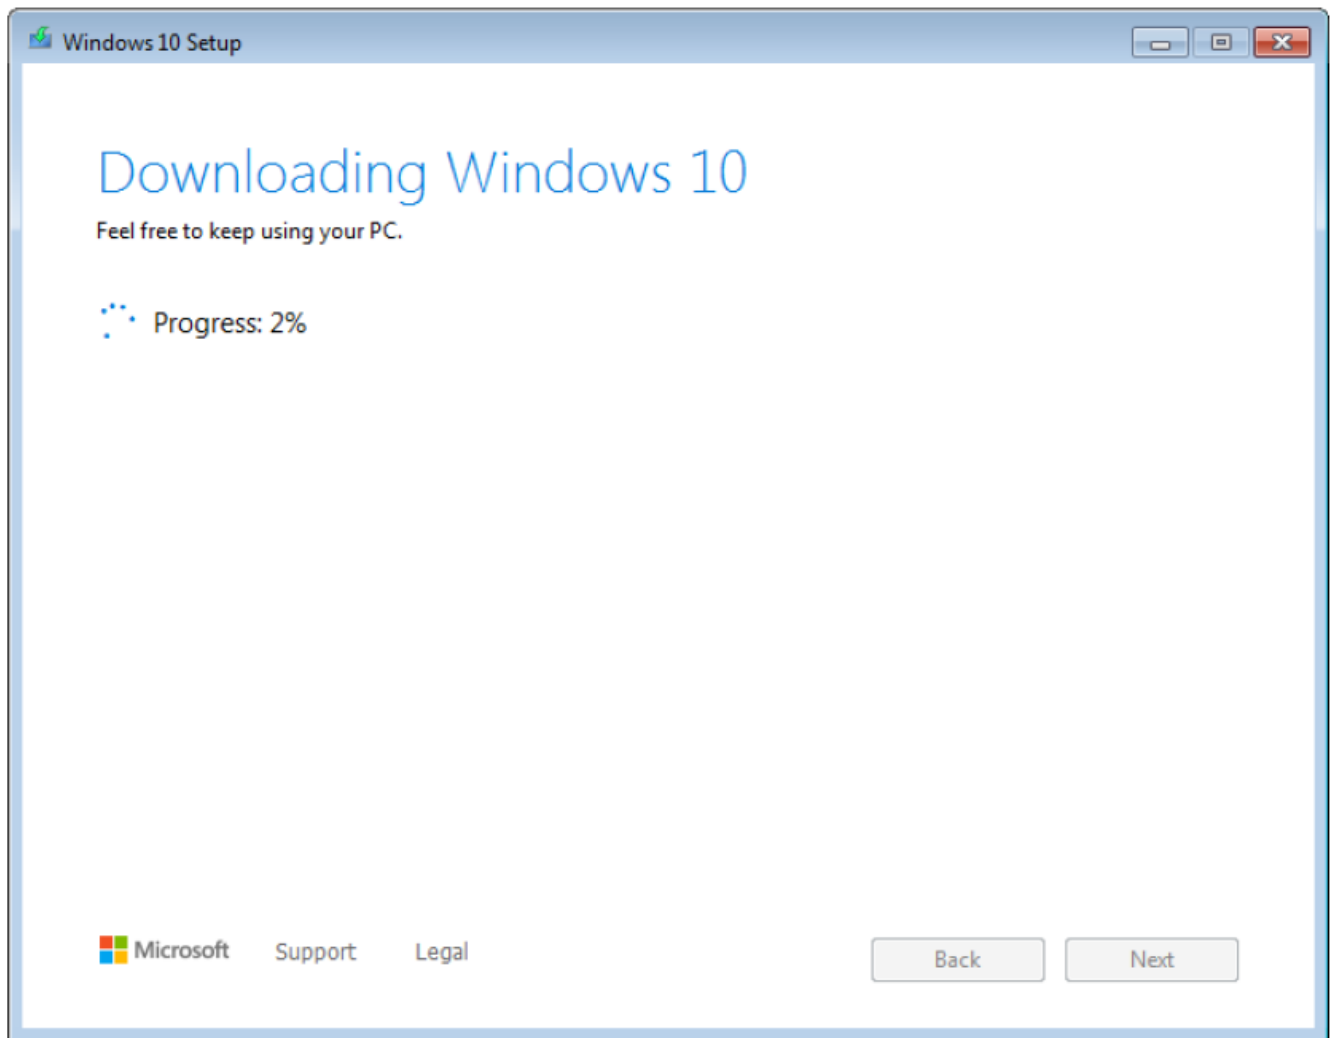 Windows 10 Setup
Downloading Windows 10
Feel free to keep using your PC.
Progress: 2%
Microsoft Support Legal Back Next